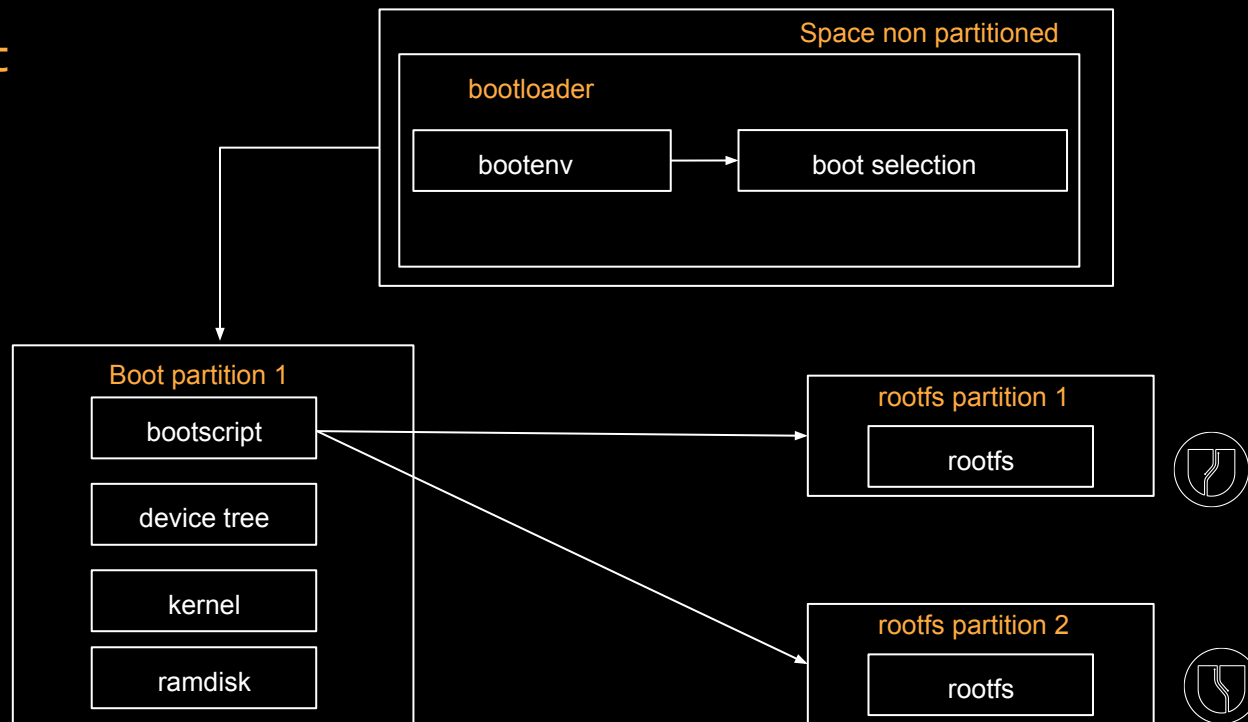 t
Space non partitioned
bootloader
bootenv
boot selection
Boot partition 1
bootscript
device tree
kernel
ramdisk
rootfs partition 1
rootfs
rootfs partition 2
rootfs